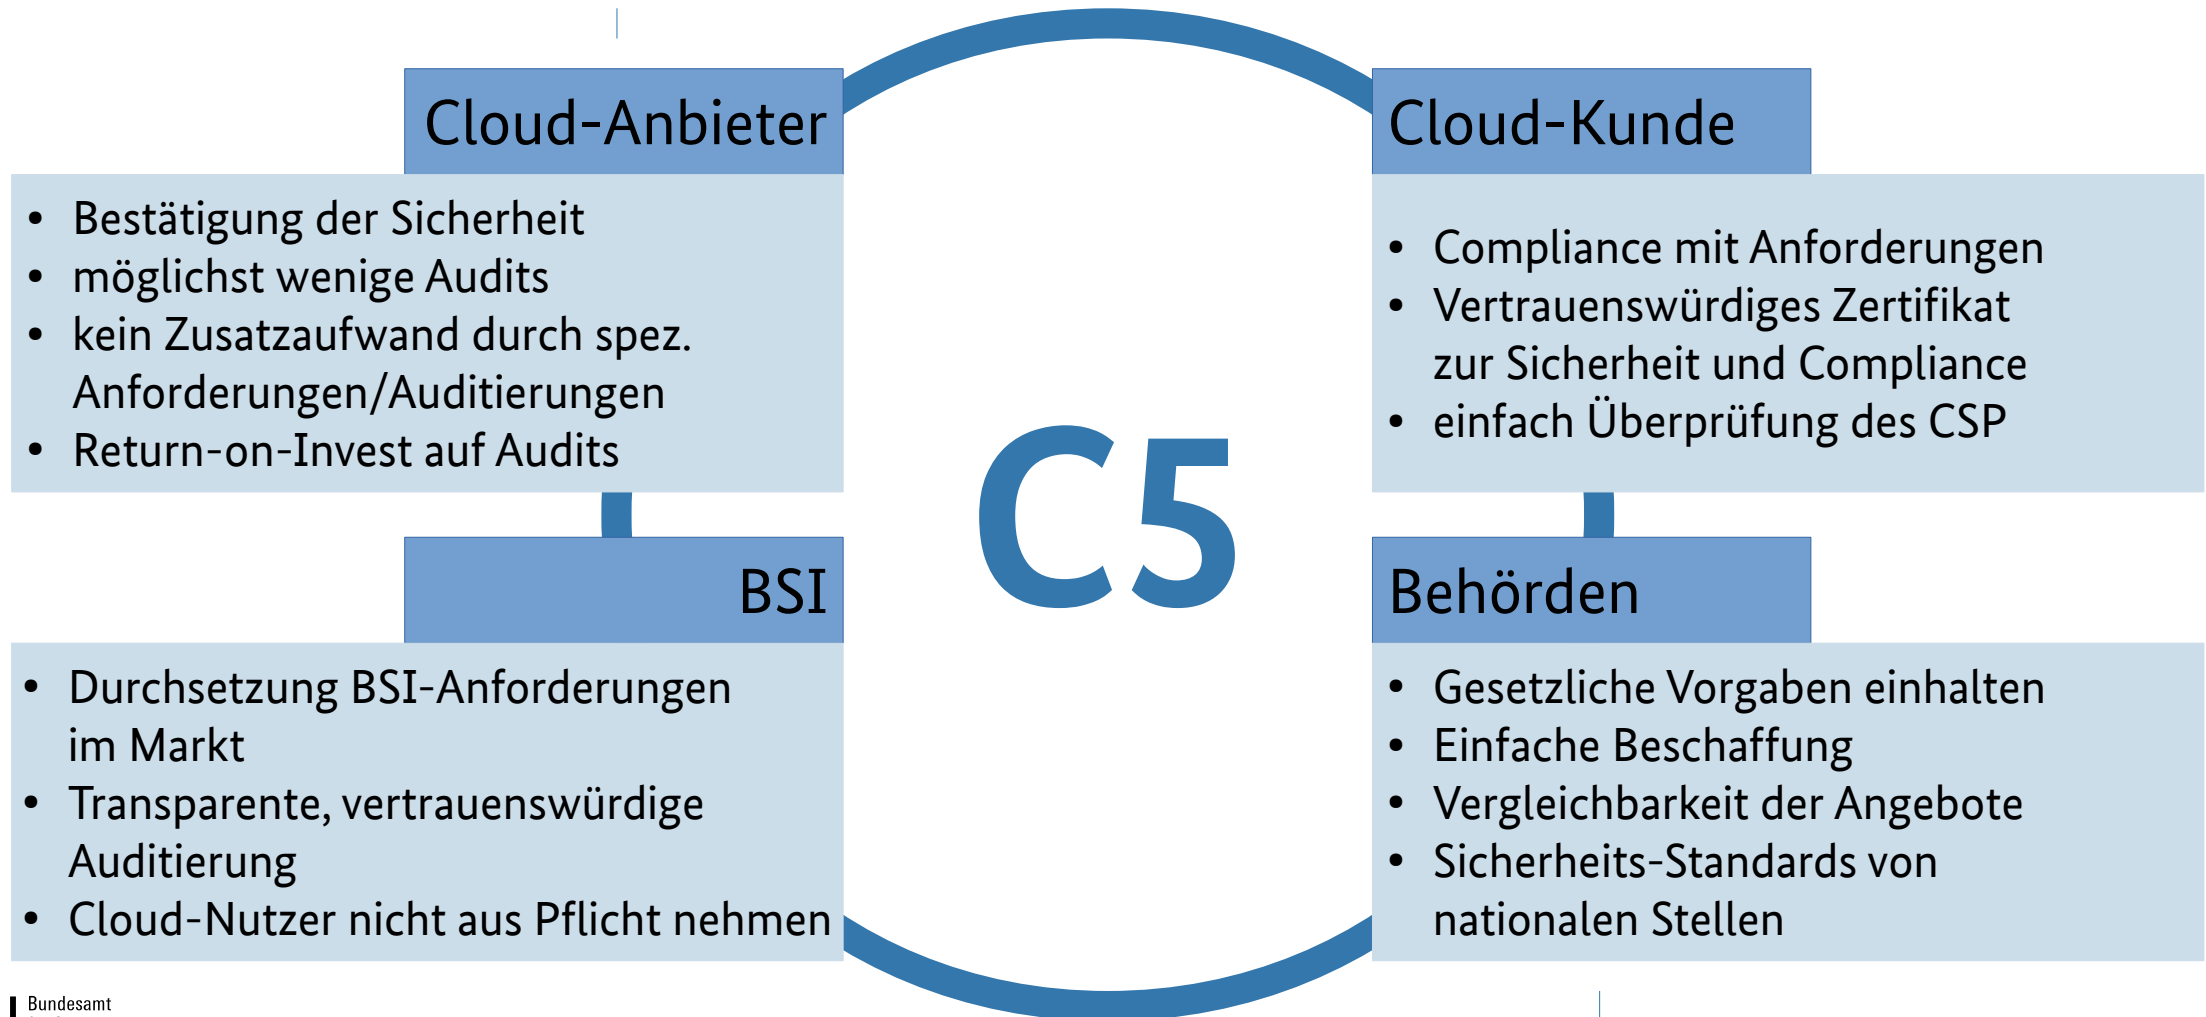 Cloud-Anbieter
• Bestätigung der Sicherheit
• möglichst wenige Audits
• kein Zusatzaufwand durch spez.
Anforderungen/Auditierungen
• Return-on-Invest auf Audits
Cloud-Kunde
• Compliance mit Anforderungen
• Vertrauenswürdiges Zertifikat
zur Sicherheit und Compliance
• einfach Überprüfung des CSP
C5
BSI
• Durchsetzung BSI-Anforderungen
im Markt
• Transparente, vertrauenswürdige
Auditierung
• Cloud-Nutzer nicht aus Pflicht nehmen
Behörden
• Gesetzliche Vorgaben einhalten
• Einfache Beschaffung
• Vergleichbarkeit der Angebote
• Sicherheits-Standards von
nationalen Stellen
Bundesamt